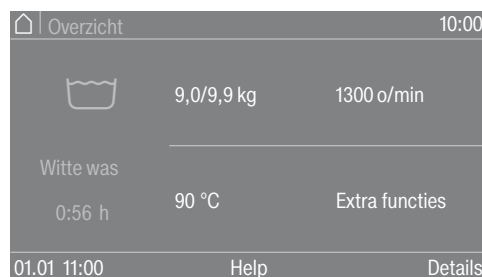 Overzicht 10:00
9,0/9,9 kg 1300 o/min
Witte was
0:56 h
90 °C Extra functies
01.01 11:00 Help Details